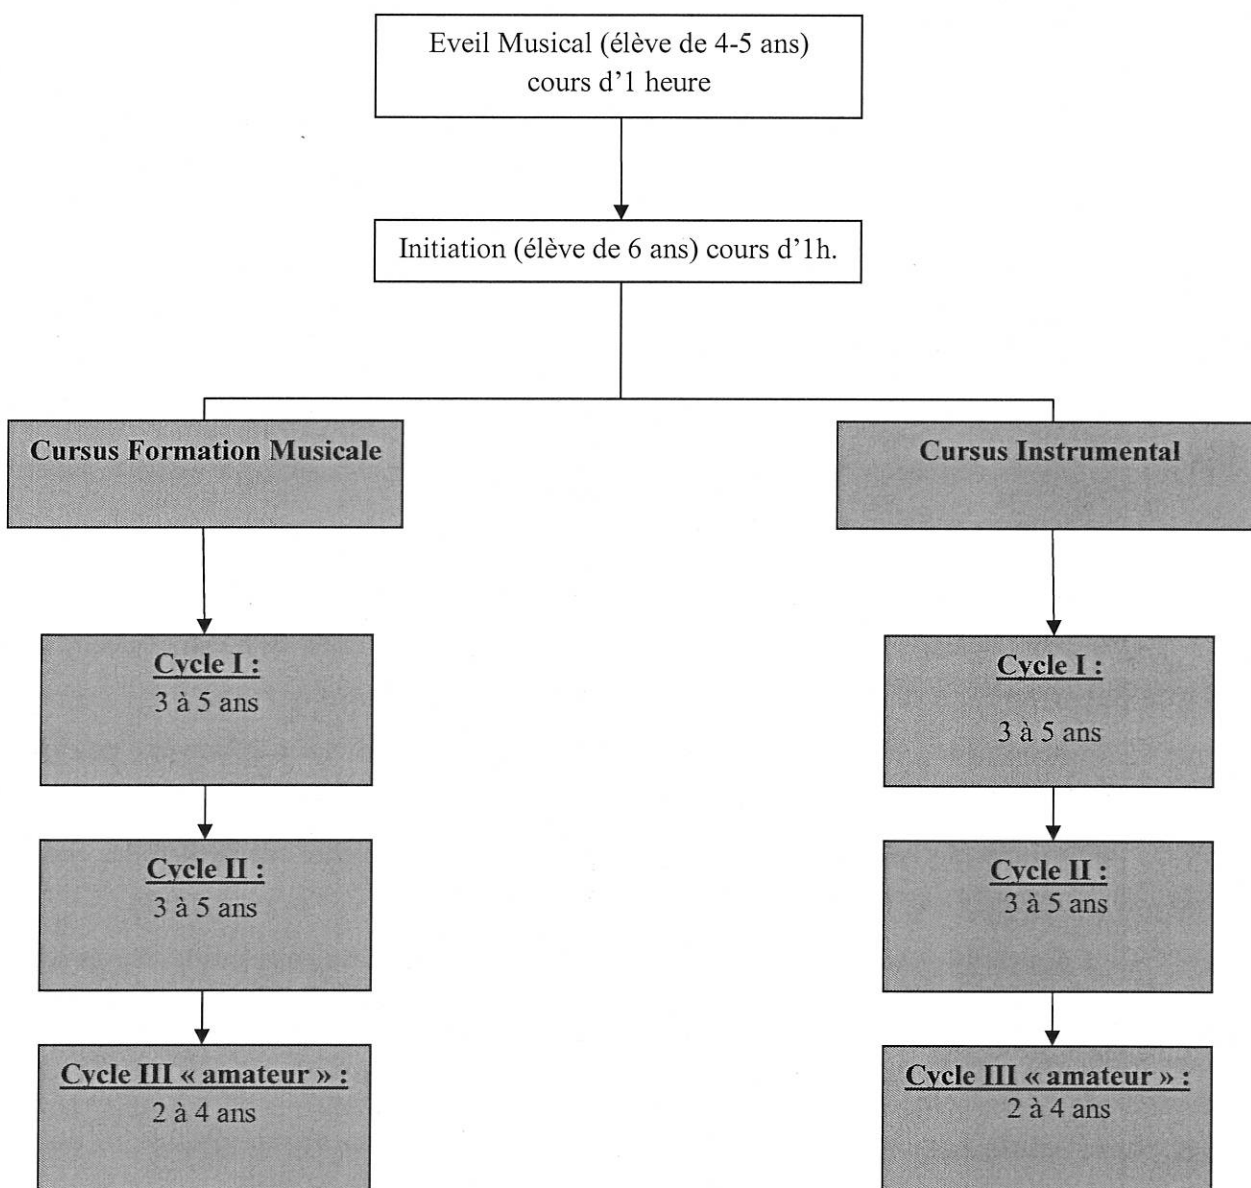 Eveil Musical (élève de 4-5 ans)
cours d'1 heure
Initiation (élève de 6 ans) cours d'1h.
Cursus Formation Musicale
Cursus Instrumental
Cycle I :
3 à 5 ans
Cycle I :
3 à 5 ans
Cycle II :
3 à 5 ans
Cycle II :
3 à 5 ans
Cycle III « amateur » :
2 à 4 ans
Cycle III « amateur » :
2 à 4 ans